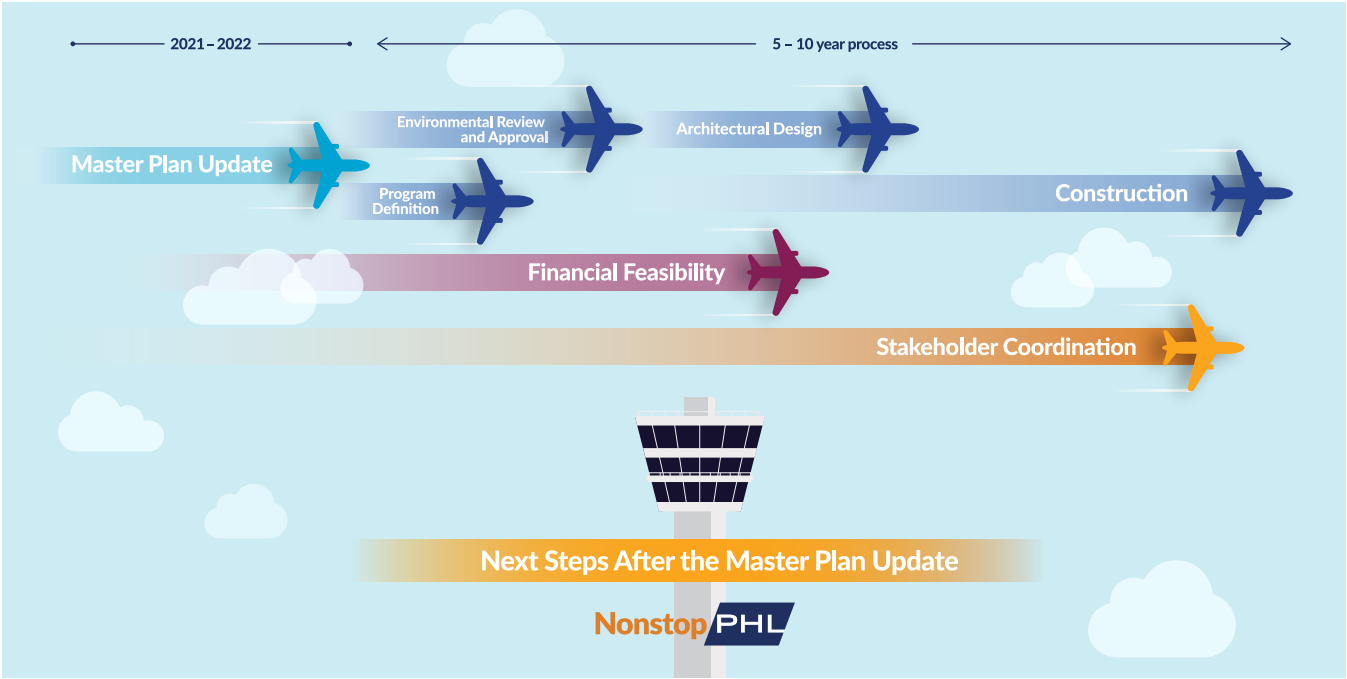 2021 – 2022
5 – 10 year process
Environmental Review
and Approval
Architectural Design
Master Plan Update
Program
Definition
Construction
Financial Feasibility
Stakeholder Coordination
Next Steps After the Master Plan Update
Nonstop PHL